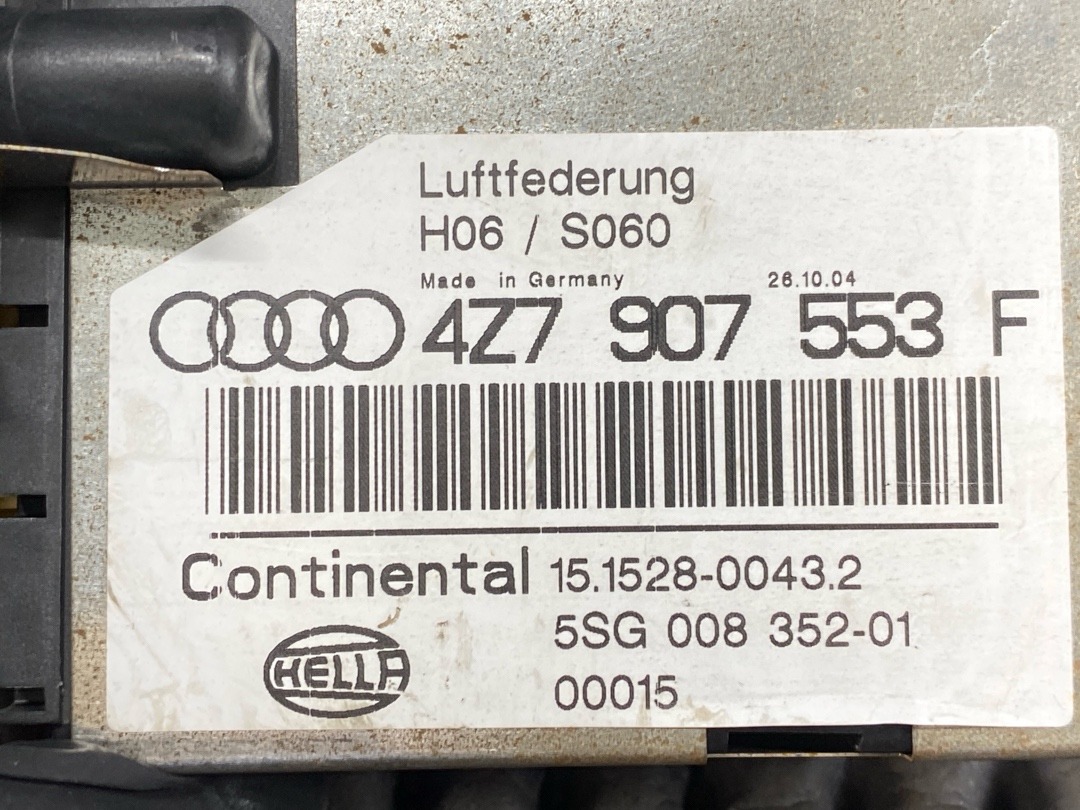 Luftfederung
H06 / S060
Made in Germany 26.10.04
4Z7 907 553 F
Continental 15.1528-0043.2
5SG 008 352-01
HELLA 00015